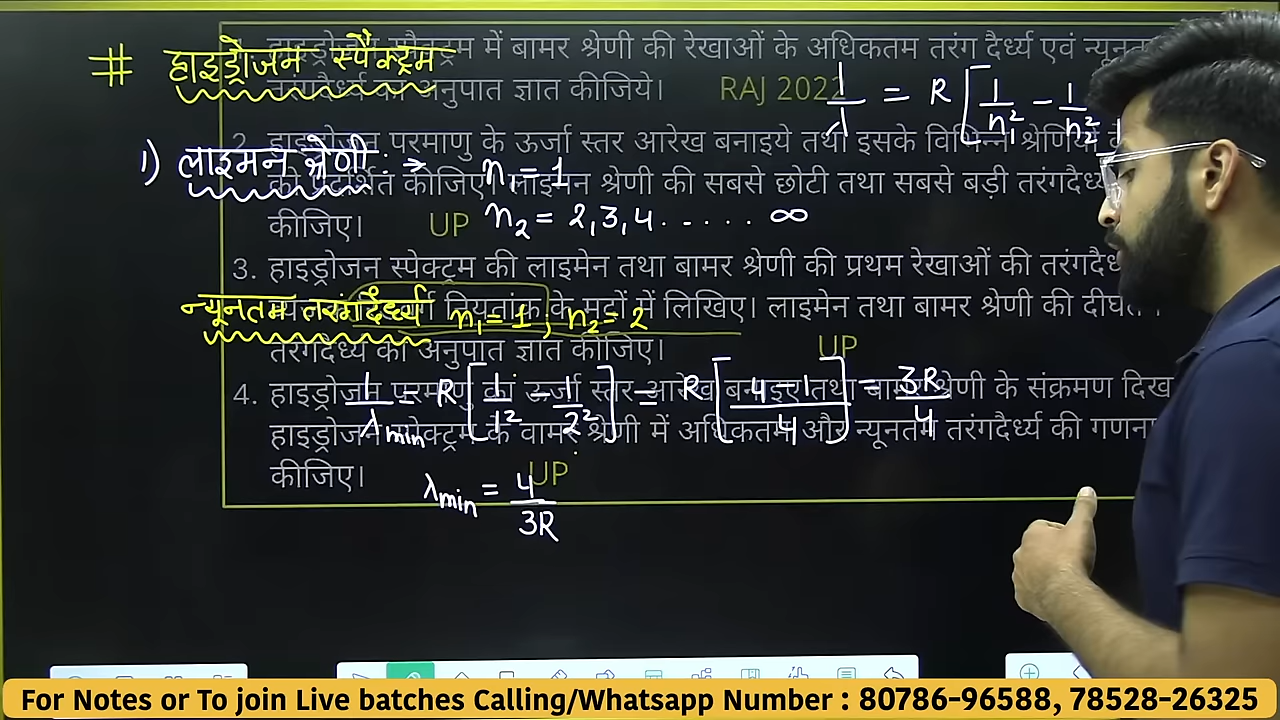 # हाइड्रोजन स्पैक्ट्रम
1. हाइड्रोजन स्पैक्ट्रम में बामर श्रेणी की रेखाओं के अधिकतम तरंग दैर्ध्य एवं
तरंगदैर्ध्य का अनुपात ज्ञात कीजिये। RAJ 2022
1/λ = R [1/n₁² - 1/n₂²
2. हाइड्रोजन परमाणु के ऊर्जा स्तर आरेख बनाइये तथा इसके विभिन्न श्रेणियों
1) लाइमन श्रेणी : → n₁ = 1
को प्रदर्शित कीजिए। लाइमन श्रेणी की सबसे छोटी तथा सबसे बड़ी तरंगदैर्ध्य
n₂ = 2, 3, 4 ..... ∞
कीजिए। UP
3. हाइड्रोजन स्पेक्ट्रम की लाइमेन तथा बामर श्रेणी की प्रथम रेखाओं की
नियतांक के पदों में लिखिए। लाइमेन तथा बामर श्रेणी की
न्यूनतम तरंगदैर्ध्य n₁ = 1, n₂ = 2
तरंगदैर्ध्य का अनुपात ज्ञात कीजिए। UP
4. हाइड्रोजन परमाणु का ऊर्जा स्तर आरेख बनाइए तथा बामर श्रेणी के संक्रमण
1/λmin = R [1/1² - 1/2²] = R [4-1/4] = 3R/4
हाइड्रोजन स्पेक्ट्रम के वामर श्रेणी में अधिकतम और न्यूनतम तरंगदैर्ध्य की गणना
कीजिए। UP
λmin = 4/3R
For Notes or To join Live batches Calling/Whatsapp Number : 80786-96588, 78528-26325